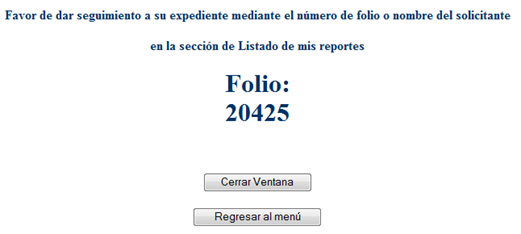 Favor de dar seguimiento a su expediente mediante el número de folio o nombre del solicitante
en la sección de Listado de mis reportes
Folio:
20425
Cerrar Ventana
Regresar al menú